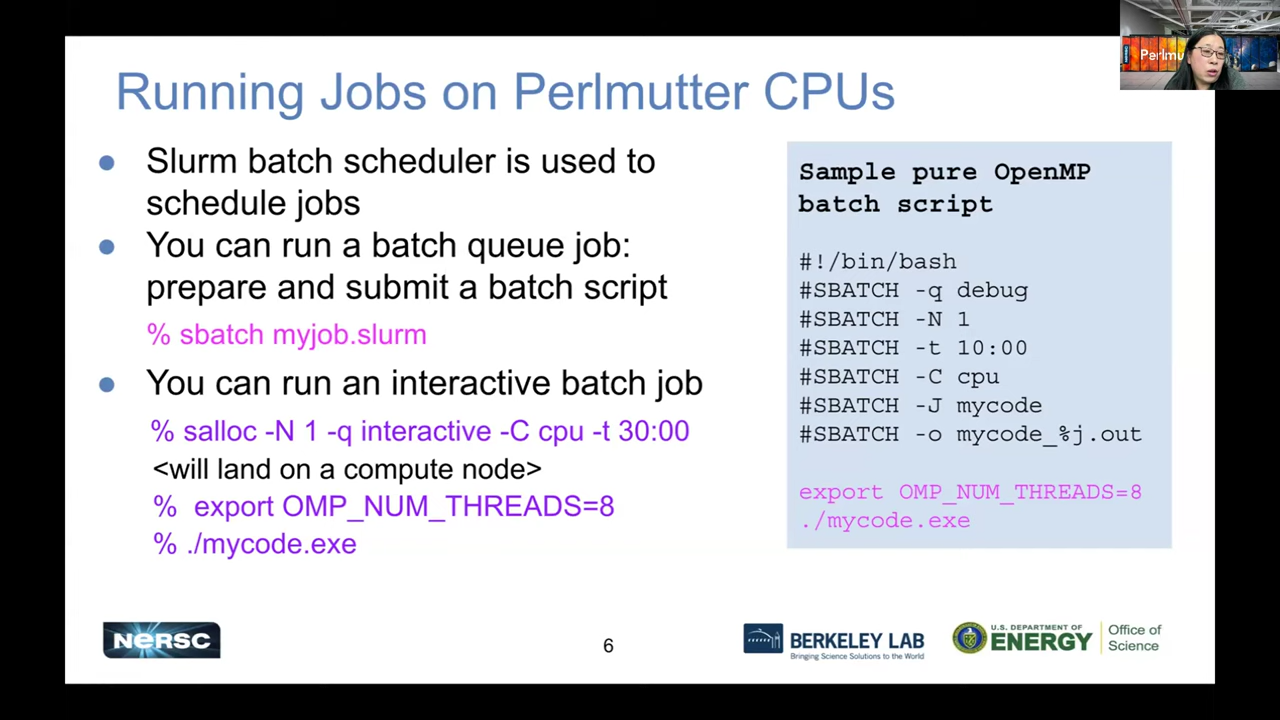 Running Jobs on Perlmutter CPUs
● Slurm batch scheduler is used to
schedule jobs
● You can run a batch queue job:
prepare and submit a batch script
% sbatch myjob.slurm
● You can run an interactive batch job
% salloc -N 1 -q interactive -C cpu -t 30:00
<will land on a compute node>
% export OMP_NUM_THREADS=8
% ./mycode.exe
Sample pure OpenMP
batch script
#!/bin/bash
#SBATCH -q debug
#SBATCH -N 1
#SBATCH -t 10:00
#SBATCH -C cpu
#SBATCH -J mycode
#SBATCH -o mycode_%j.out
export OMP_NUM_THREADS=8
./mycode.exe
NERSC
6
BERKELEY LAB
Bringing Science Solutions to the World
U.S. DEPARTMENT OF
ENERGY
Office of
Science
Perlmu